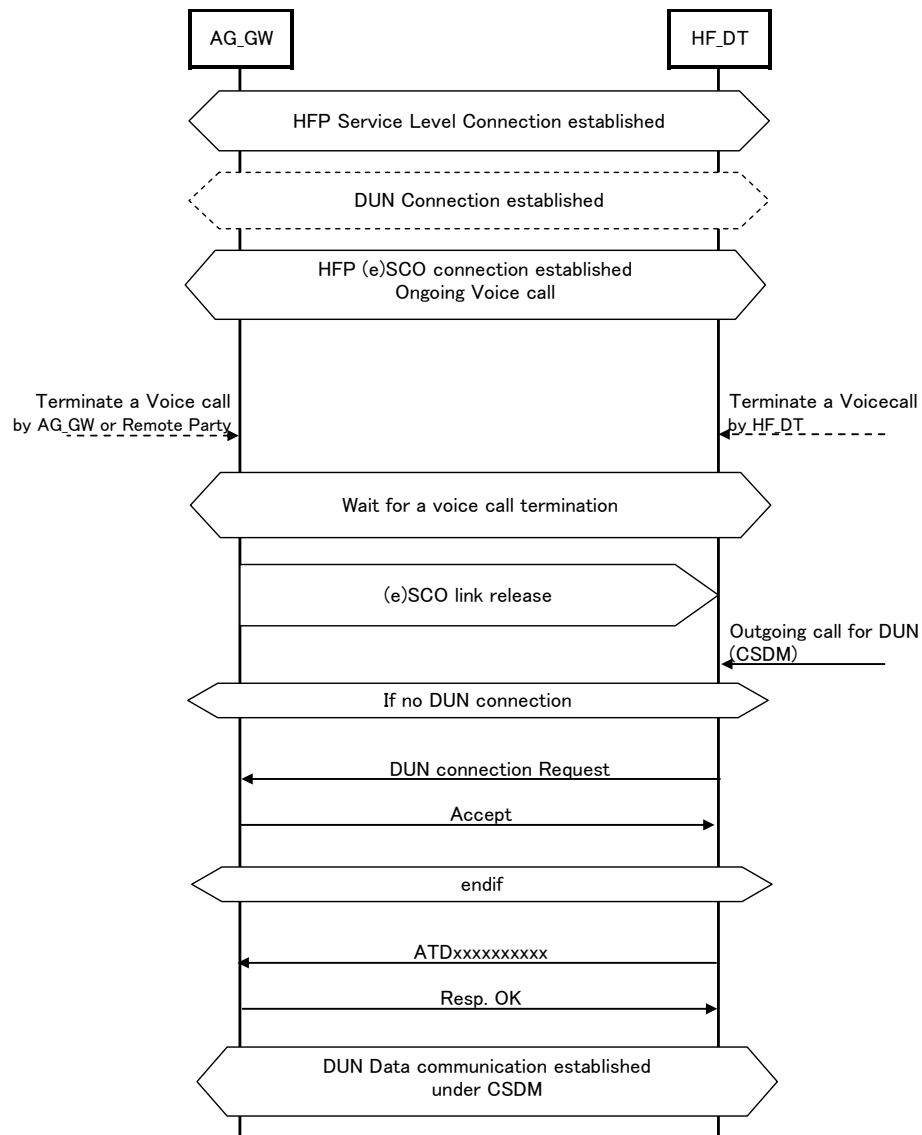 AG_GW
HF_DT
HFP Service Level Connection established
DUN Connection established
HFP (e)SCO connection established
Ongoing Voice call
Terminate a Voice call
by AG_GW or Remote Party
Terminate a Voicecall
by HF_DT
Wait for a voice call termination
(e)SCO link release
Outgoing call for DUN
(CSDM)
If no DUN connection
DUN connection Request
Accept
endif
ATDxxxxxxxxxx
Resp. OK
DUN Data communication established
under CSDM